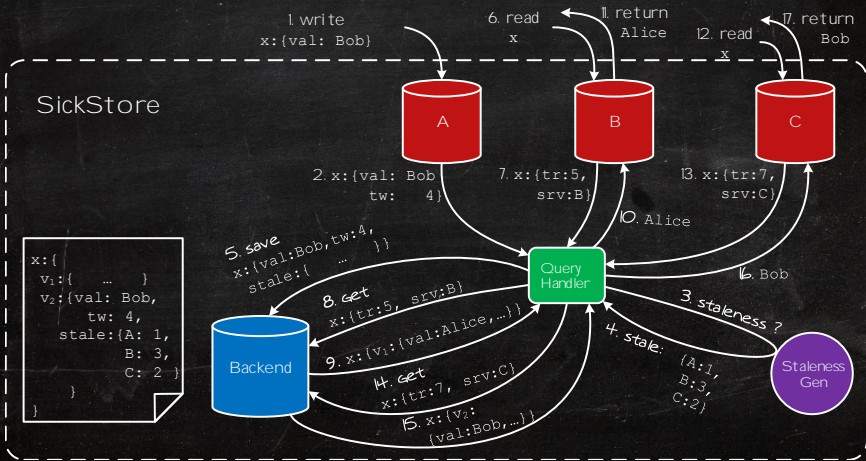 1. write
x:{val: Bob}
6. read
x
11. return
Alice
12. read
x
17. return
Bob
SickStore
A
B
C
2. x:{val: Bob
tw: 4}
7. x:{tr:5,
srv:B}
13. x:{tr:7,
srv:C}
10. Alice
16. Bob
5. save
x:{val:Bob,tw:4,
stale:{ … }}
Query
Handler
3. staleness ?
8. Get
x:{tr:5, srv:B}
4. stale: {A:1,
B:3,
C:2}
9. x:{v₁:{val:Alice,…}}
14. Get
x:{tr:7, srv:C}
15. x:{v₂:
{val:Bob,…}}
Backend
Staleness
Gen
x:{
v₁:{ … }
v₂:{val: Bob,
tw: 4,
stale:{A: 1,
B: 3,
C: 2 }
}
}